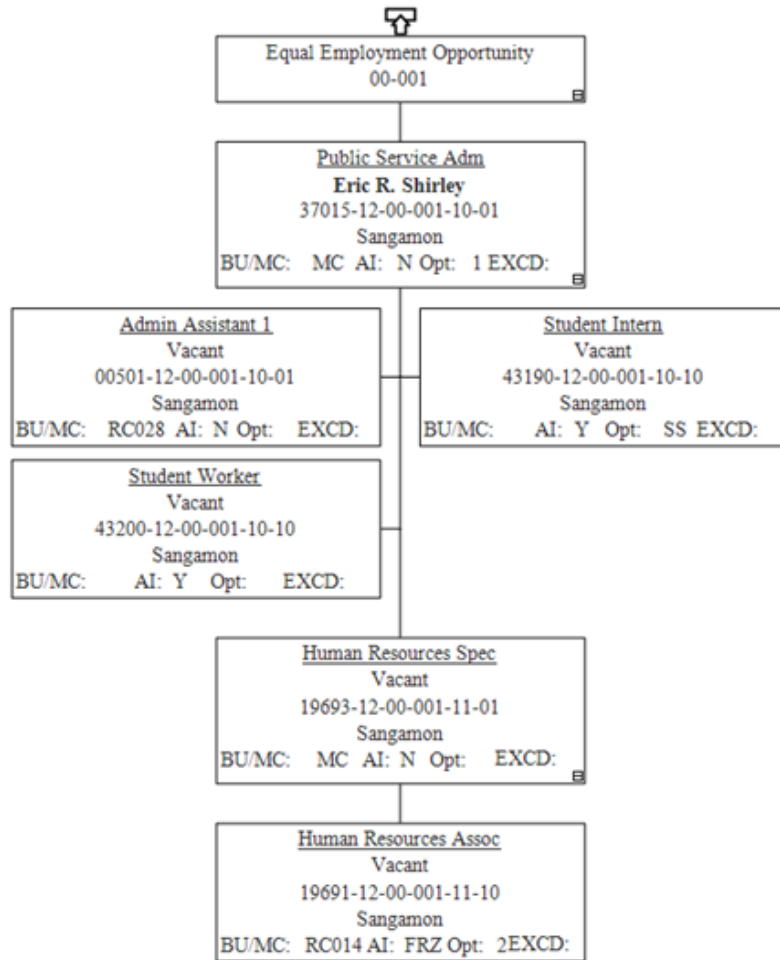 Equal Employment Opportunity
00-001
Public Service Adm
Eric R. Shirley
37015-12-00-001-10-01
Sangamon
BU/MC: MC AI: N Opt: 1 EXCD:
Admin Assistant 1
Vacant
00501-12-00-001-10-01
Sangamon
BU/MC: RC028 AI: N Opt: EXCD:
Student Intern
Vacant
43190-12-00-001-10-10
Sangamon
BU/MC: AI: Y Opt: SS EXCD:
Student Worker
Vacant
43200-12-00-001-10-10
Sangamon
BU/MC: AI: Y Opt: EXCD:
Human Resources Spec
Vacant
19693-12-00-001-11-01
Sangamon
BU/MC: MC AI: N Opt: EXCD:
Human Resources Assoc
Vacant
19691-12-00-001-11-10
Sangamon
BU/MC: RC014 AI: FRZ Opt: 2 EXCD: